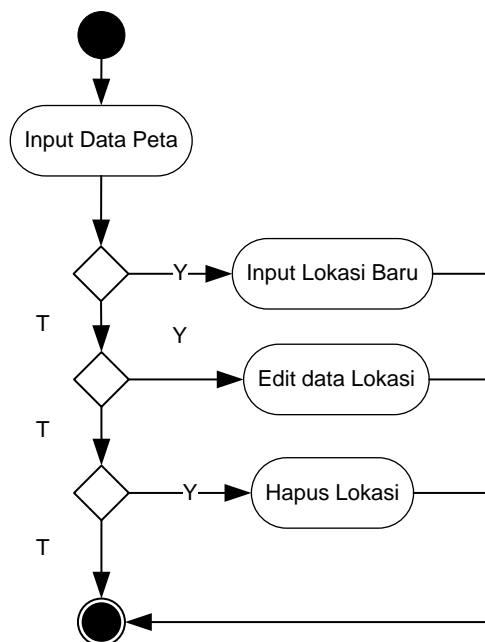 Input Data Peta
Y
Input Lokasi Baru
T
Y
Edit data Lokasi
T
Y
Hapus Lokasi
T